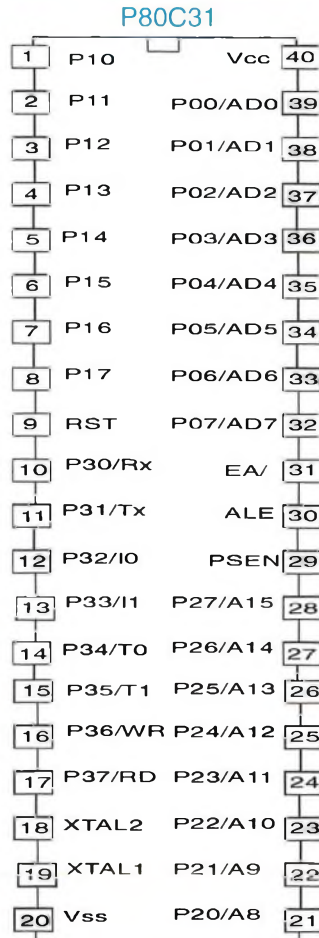 P80C31
1 P10 Vcc 40
2 P11 P00/AD0 39
3 P12 P01/AD1 38
4 P13 P02/AD2 37
5 P14 P03/AD3 36
6 P15 P04/AD4 35
7 P16 P05/AD5 34
8 P17 P06/AD6 33
9 RST P07/AD7 32
10 P30/Rx EA/ 31
11 P31/Tx ALE 30
12 P32/I0 PSEN 29
13 P33/I1 P27/A15 28
14 P34/T0 P26/A14 27
15 P35/T1 P25/A13 26
16 P36/WR P24/A12 25
17 P37/RD P23/A11 24
18 XTAL2 P22/A10 23
19 XTAL1 P21/A9 22
20 Vss P20/A8 21